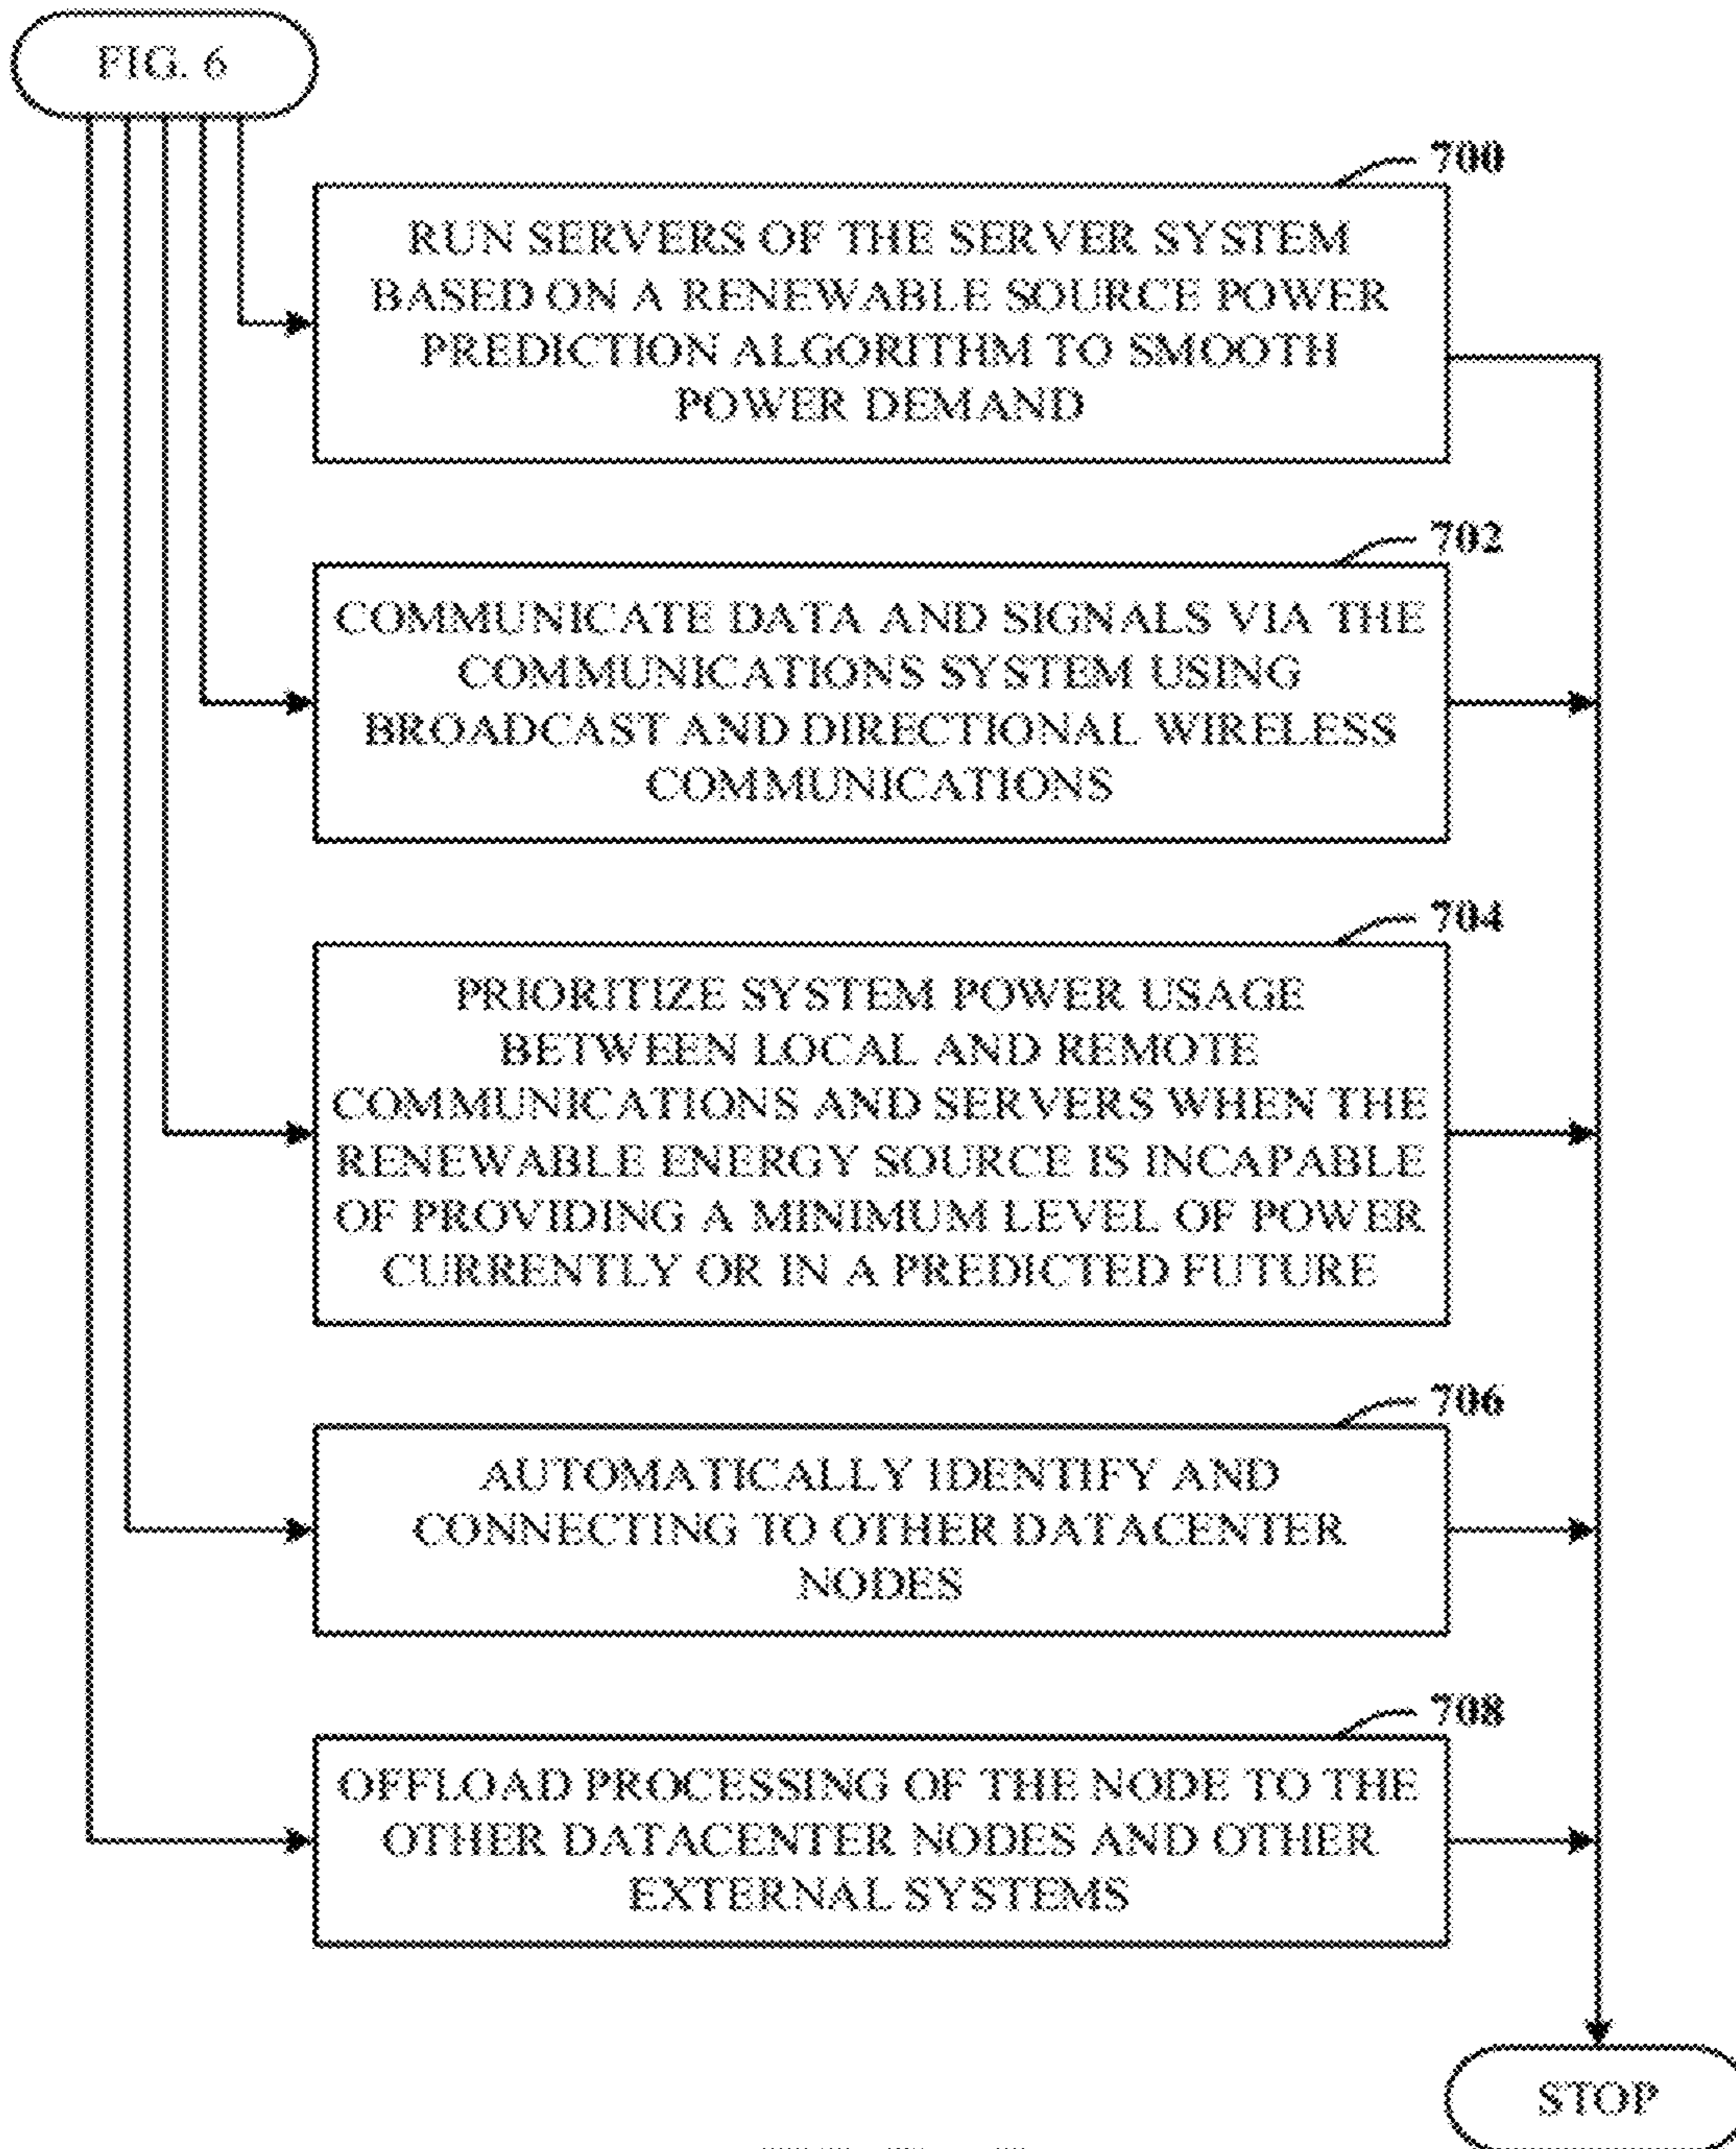 FIG. 6
700
RUN SERVERS OF THE SERVER SYSTEM
BASED ON A RENEWABLE SOURCE POWER
PREDICTION ALGORITHM TO SMOOTH
POWER DEMAND
702
COMMUNICATE DATA AND SIGNALS VIA THE
COMMUNICATIONS SYSTEM USING
BROADCAST AND DIRECTIONAL WIRELESS
COMMUNICATIONS
704
PRIORITIZE SYSTEM POWER USAGE
BETWEEN LOCAL AND REMOTE
COMMUNICATIONS AND SERVERS WHEN THE
RENEWABLE ENERGY SOURCE IS INCAPABLE
OF PROVIDING A MINIMUM LEVEL OF POWER
CURRENTLY OR IN A PREDICTED FUTURE
706
AUTOMATICALLY IDENTIFY AND
CONNECTING TO OTHER DATACENTER
NODES
708
OFFLOAD PROCESSING OF THE NODE TO THE
OTHER DATACENTER NODES AND OTHER
EXTERNAL SYSTEMS
STOP